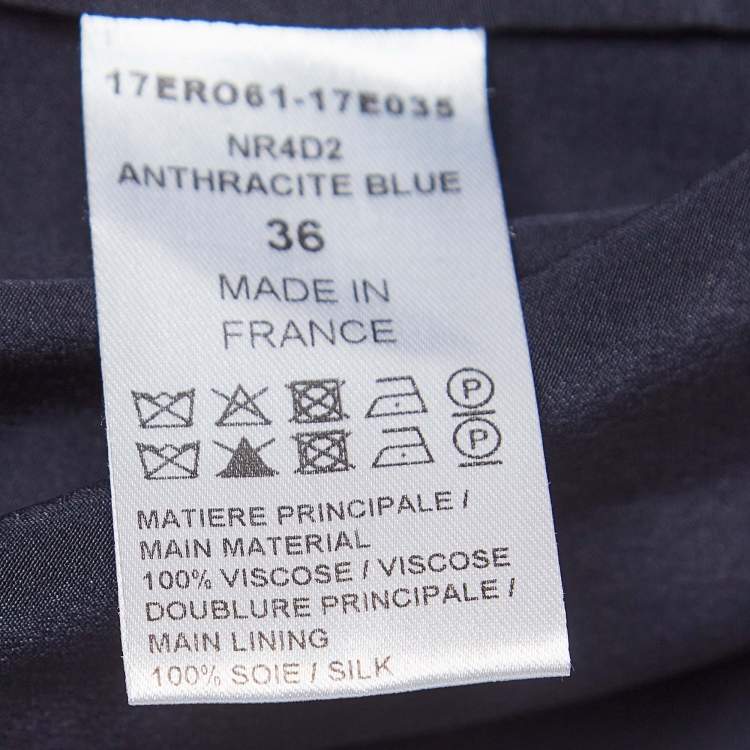 17ERO61-17E035
NR4D2
ANTHRACITE BLUE
36
MADE IN
FRANCE
P
P
MATIERE PRINCIPALE /
MAIN MATERIAL
100% VISCOSE / VISCOSE
DOUBLURE PRINCIPALE /
MAIN LINING
100% SOIE / SILK